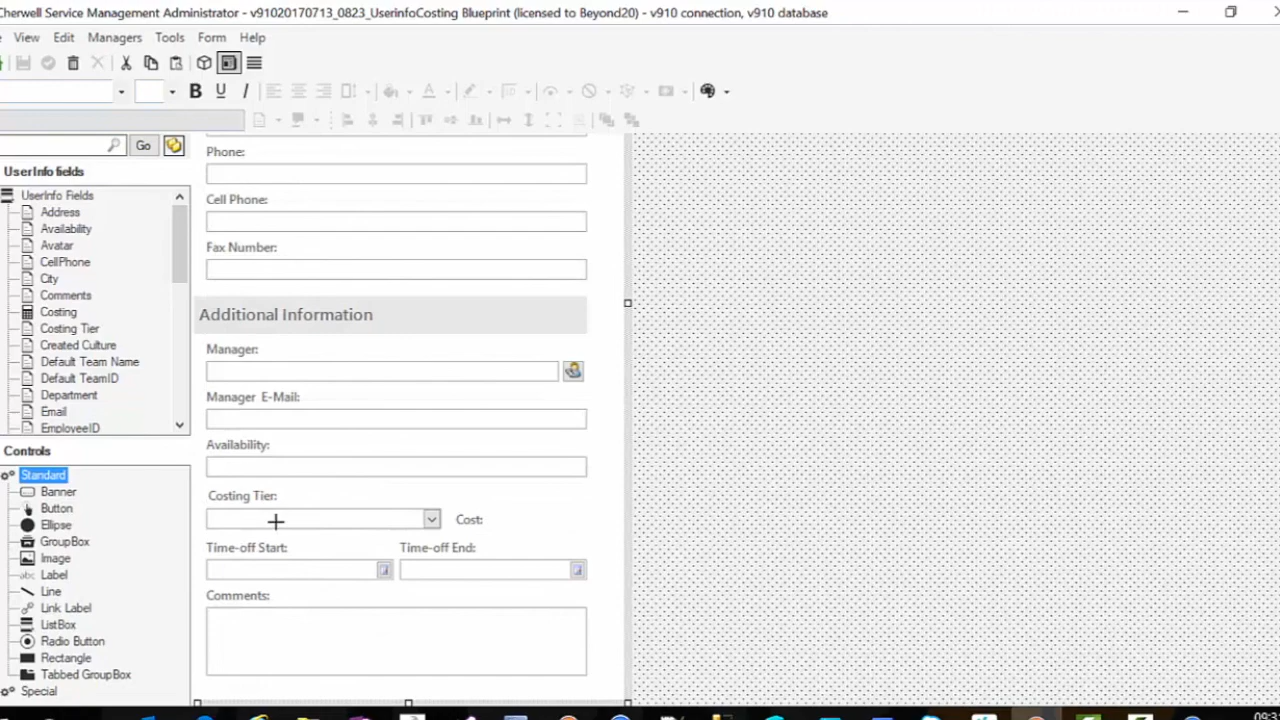 Cherwell Service Management Administrator - v91020170713_0823_UserinfoCosting Blueprint (licensed to Beyond20) - v910 connection, v910 database
View Edit Managers Tools Form Help
B U I
Go
UserInfo fields
UserInfo Fields
Address
Availability
Avatar
CellPhone
City
Comments
Costing
Costing Tier
Created Culture
Default Team Name
Default TeamID
Department
Email
EmployeeID
Controls
Standard
Banner
Button
Ellipse
GroupBox
Image
abc Label
Line
Link Label
ListBox
Radio Button
Rectangle
Tabbed GroupBox
Special
Phone:
Cell Phone:
Fax Number:
Additional Information
Manager:
Manager E-Mail:
Availability:
Costing Tier:
Cost:
Time-off Start: Time-off End:
Comments: